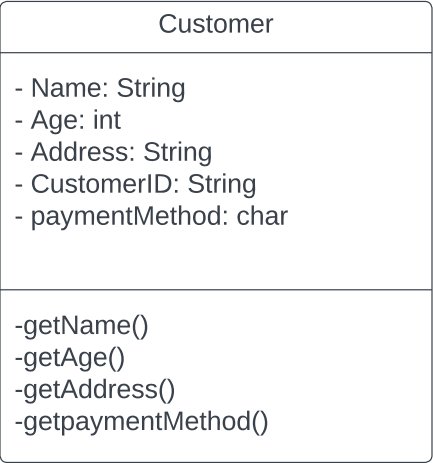 Customer
- Name: String
- Age: int
- Address: String
- CustomerID: String
- paymentMethod: char
-getName()
-getAge()
-getAddress()
-getpaymentMethod()